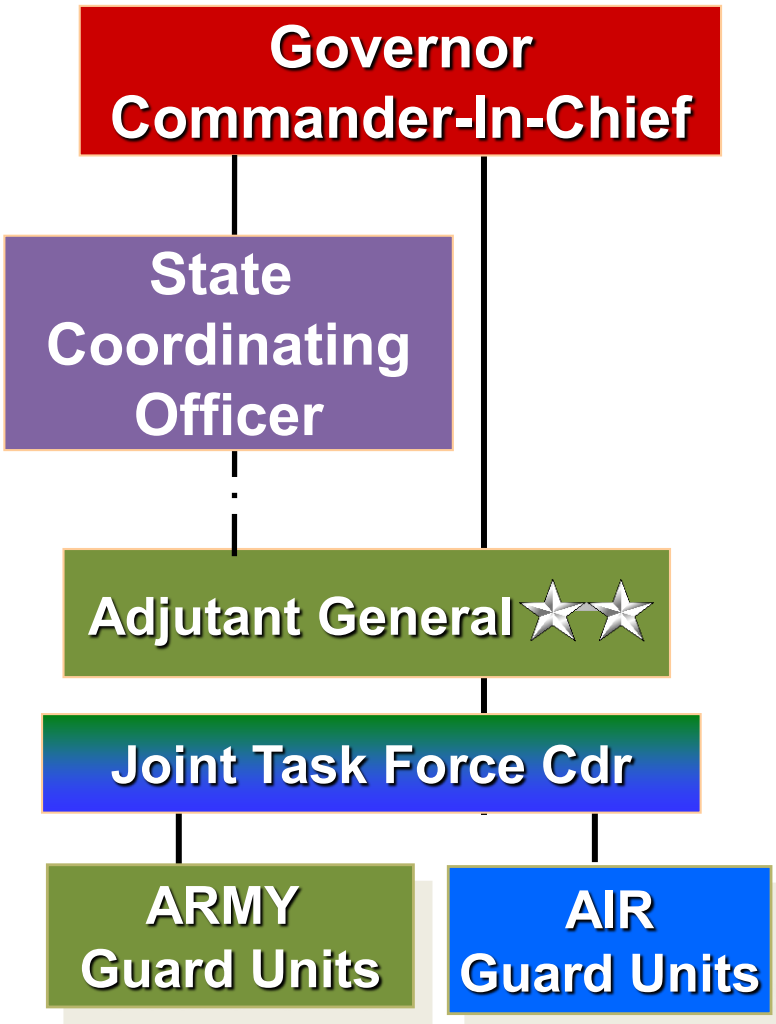 Governor
Commander-In-Chief
State
Coordinating
Officer
Adjutant General
Joint Task Force Cdr
ARMY
Guard Units
AIR
Guard Units